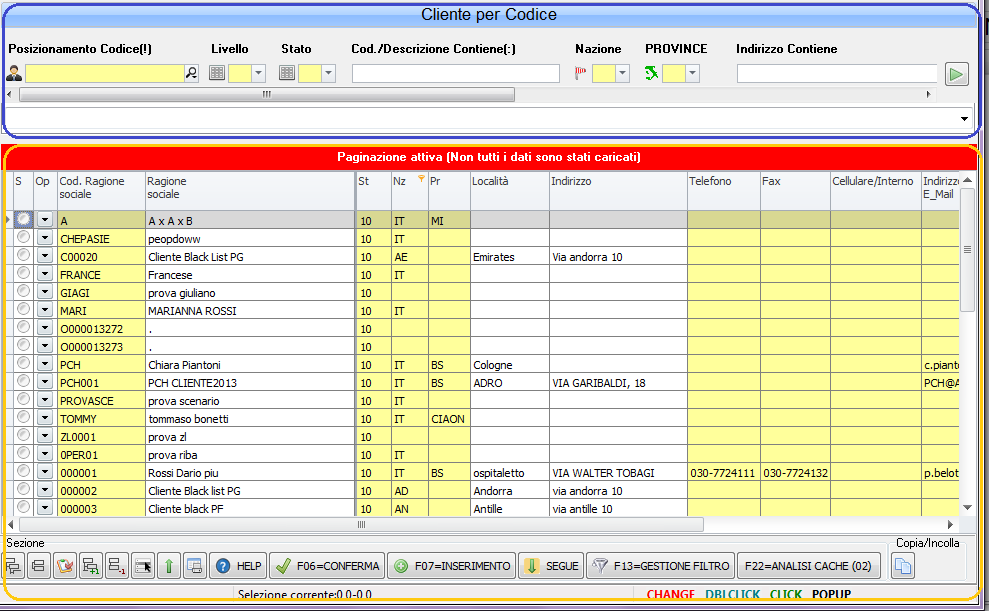 Cliente per Codice
Posizionamento Codice(!) Livello Stato Cod./Descrizione Contiene(:) Nazione PROVINCE Indirizzo Contiene
Paginazione attiva (Non tutti i dati sono stati caricati)
S Op Cod. Ragione sociale Ragione sociale St Nz Pr Località Indirizzo Telefono Fax Cellulare/Interno Indirizzo E_Mail
A A x A x B 10 IT MI
CHEPASIE peopdoww 10 IT
C00020 Cliente Black List PG 10 AE Emirates Via andorra 10
FRANCE Francese 10 IT
GIAGI prova giuliano 10
MARI MARIANNA ROSSI 10 IT
O000013272 . 10
O000013273 . 10
PCH Chiara Piantoni 10 IT BS Cologne c.piant
PCH001 PCH CLIENTE2013 10 IT BS ADRO VIA GARIBALDI, 18 PCH@A
PROVASCE prova scenario 10 IT
TOMMY tommaso bonetti 10 IT CIAON
ZL0001 prova zl 10
0PER01 prova riba 10 IT
000001 Rossi Dario piu 10 IT BS ospitaletto VIA WALTER TOBAGI 030-7724111 030-7724132 p.belot
000002 Cliente Black list PG 10 AD Andorra via andorra 10
000003 Cliente black PF 10 AN Antille via antille 10
Sezione Copia/Incolla
HELP F06=CONFERMA F07=INSERIMENTO SEGUE F13=GESTIONE FILTRO F22=ANALISI CACHE (02)
Selezione corrente:0,0-0,0 CHANGE DBLCLICK CLICK POPUP